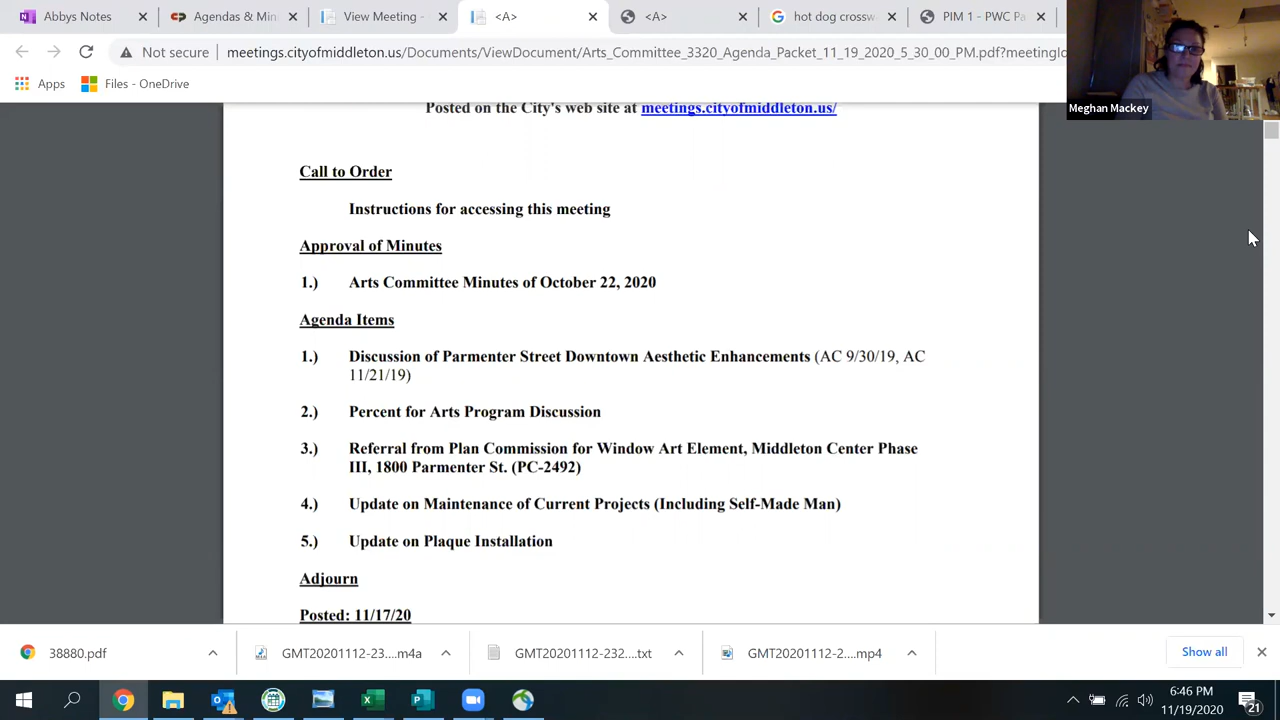 AbbyNotes
Agendas & Min
View Meeting -
<A>
<A>
hot dog crossw
PIM 1 - PWC Pa
Not secure
meetings.cityofmiddleton.us/Documents/ViewDocument/Arts_Committee_3320_Agenda_Packet_11_19_2020_5_30_00_PM.pdf?meetingId
Apps
Files - OneDrive
Meghan Mackey
Posted on the City's web site at meetings.cityofmiddleton.us/
Call to Order
Instructions for accessing this meeting
Approval of Minutes
1.) Arts Committee Minutes of October 22, 2020
Agenda Items
1.) Discussion of Parmenter Street Downtown Aesthetic Enhancements (AC 9/30/19, AC
11/21/19)
2.) Percent for Arts Program Discussion
3.) Referral from Plan Commission for Window Art Element, Middleton Center Phase
III, 1800 Parmenter St. (PC-2492)
4.) Update on Maintenance of Current Projects (Including Self-Made Man)
5.) Update on Plaque Installation
Adjourn
Posted: 11/17/20
38880.pdf
GMT20201112-23....m4a
GMT20201112-232....txt
GMT20201112-2....mp4
Show all
6:46 PM
11/19/2020
21